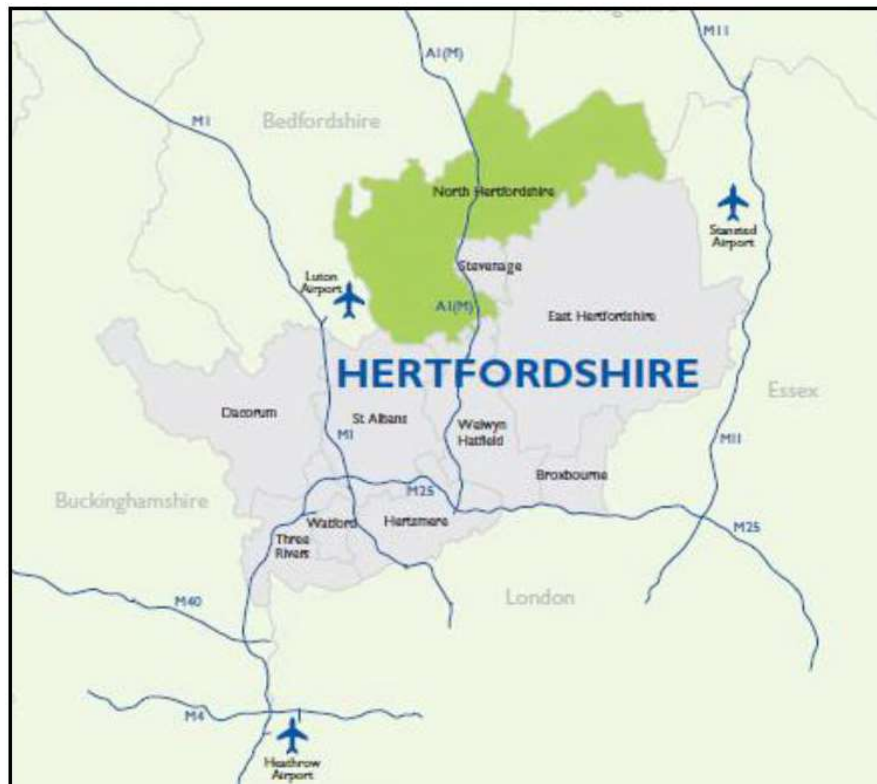 M11
A1(M)
M1
Bedfordshire
North Hertfordshire
Stansted
Airport
Stevenage
Luton
Airport
A1(M)
East Hertfordshire
HERTFORDSHIRE
Essex
Dacorum
St Albans
Welwyn
Hatfield
M1
M11
Broxbourne
M25
Buckinghamshire
Watford
Hertsmere
M25
Three
Rivers
London
M40
M4
Heathrow
Airport